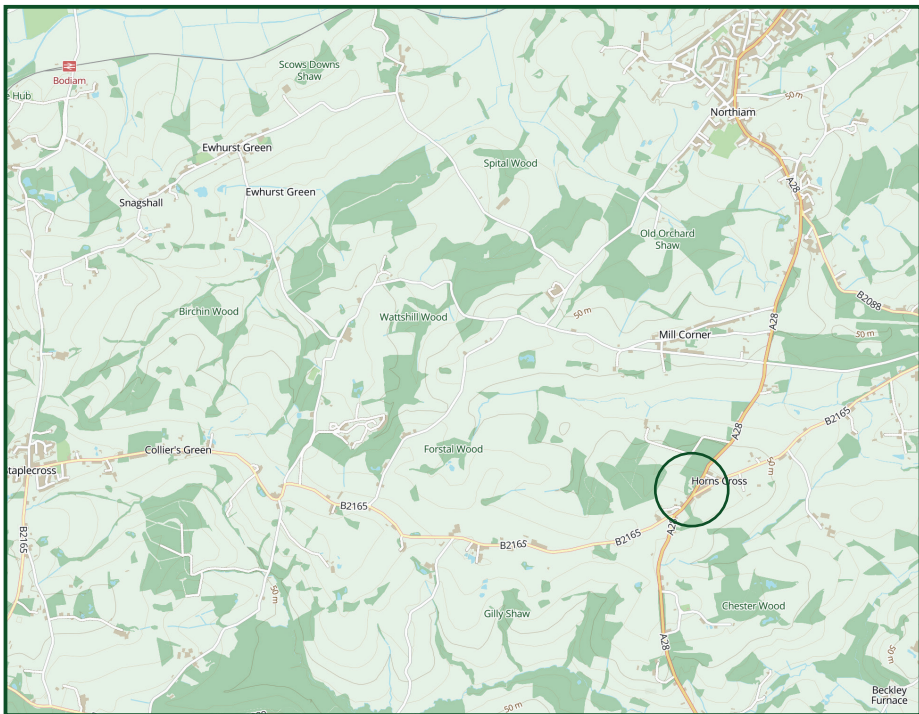 Scows Downs
Shaw
Bodiam
e Hub
50 m
Northiam
Ewhurst Green
Spital Wood
A28
Ewhurst Green
Snagshall
Old Orchard
Shaw
B2088
Birchin Wood
Wattshill Wood
50 m
A28
Mill Corner
50 m
B2165
A28
Collier's Green
Forstal Wood
Staplecross
50 m
Horns Cross
B2165
A28
B2165
B2165
B2165
50 m
Gilly Shaw
Chester Wood
A28
Beckley
Furnace
50 m
50 m